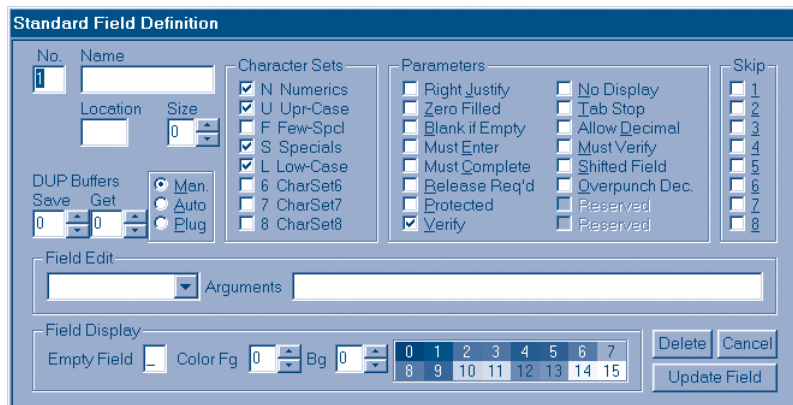 Standard Field Definition
No. Name
1
Location Size
0
DUP Buffers
Save Get
0 0
Man.
Auto
Plug
Character Sets
N Numerics
U Upr-Case
F Few-Spcl
S Specials
L Low-Case
6 CharSet6
7 CharSet7
8 CharSet8
Parameters
Right Justify
Zero Filled
Blank if Empty
Must Enter
Must Complete
Release Req'd
Protected
Verify
No Display
Tab Stop
Allow Decimal
Must Verify
Shifted Field
Overpunch Dec.
Reserved
Reserved
Skip
1
2
3
4
5
6
7
8
Field Edit
Arguments
Field Display
Empty Field _ Color Fg 0 Bg 0
0 1 2 3 4 5 6 7
8 9 10 11 12 13 14 15
Delete Cancel
Update Field